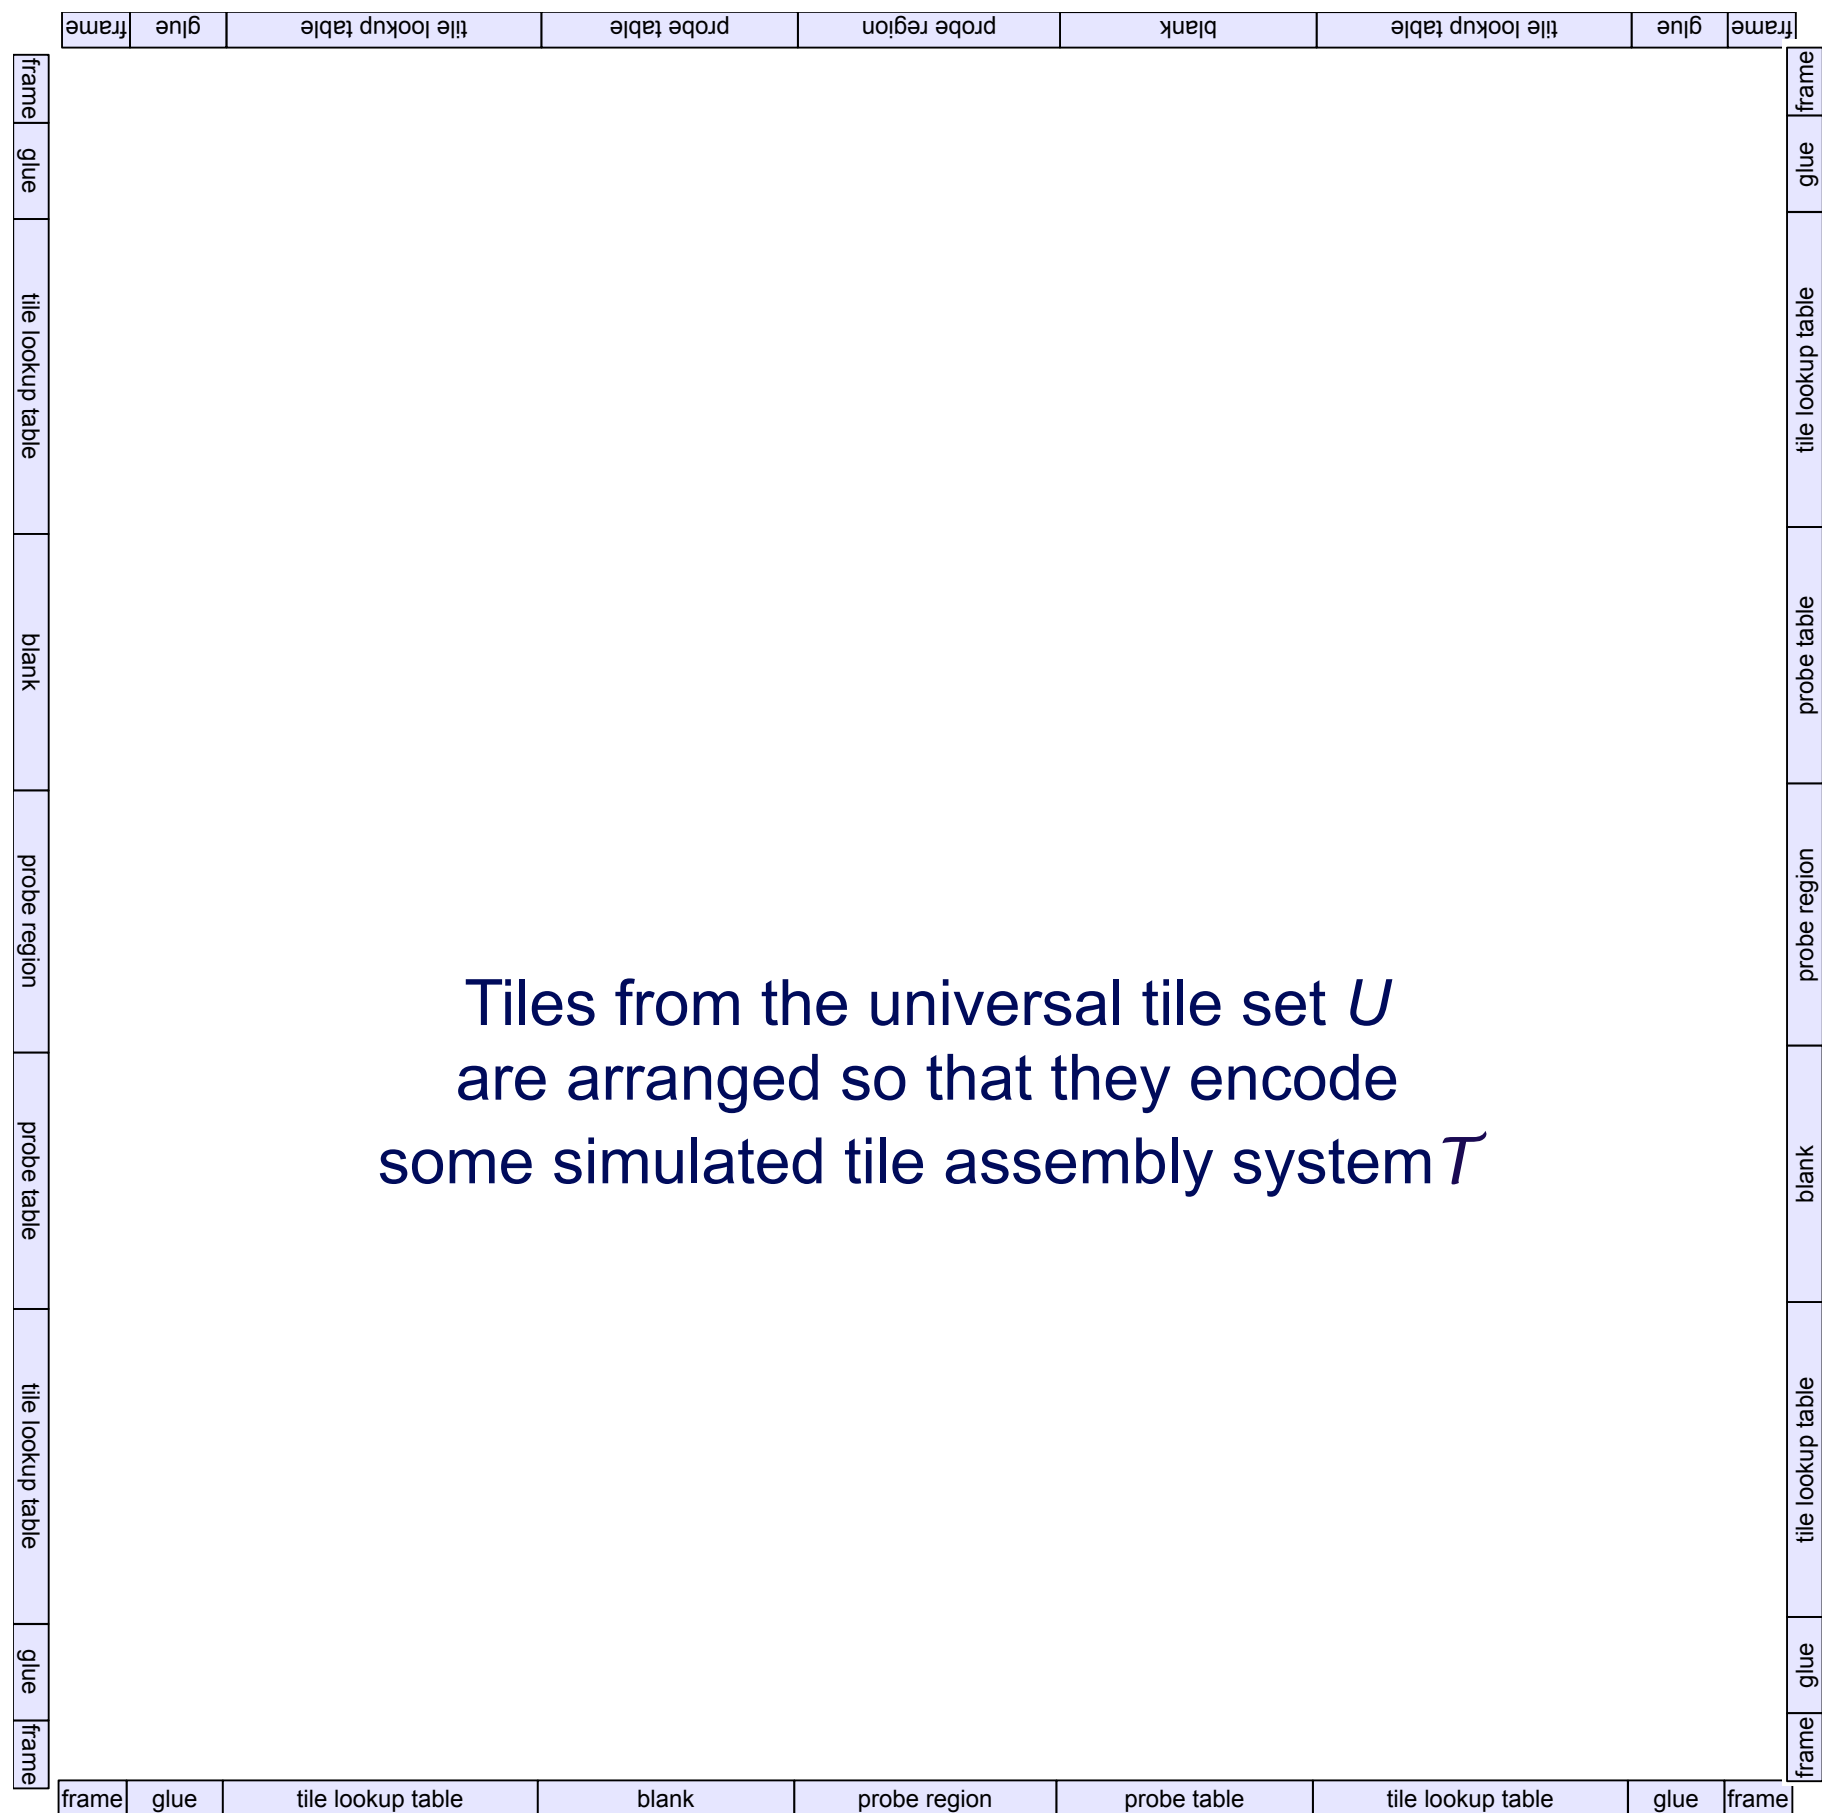 frame glue tile lookup table probe table probe region blank tile lookup table glue frame
frame
glue
tile lookup table
blank
probe region
probe table
tile lookup table
glue
frame
Tiles from the universal tile set U
are arranged so that they encode
some simulated tile assembly system 𝒯
frame
glue
tile lookup table
probe table
probe region
blank
tile lookup table
glue
frame
frame glue tile lookup table blank probe region probe table tile lookup table glue frame